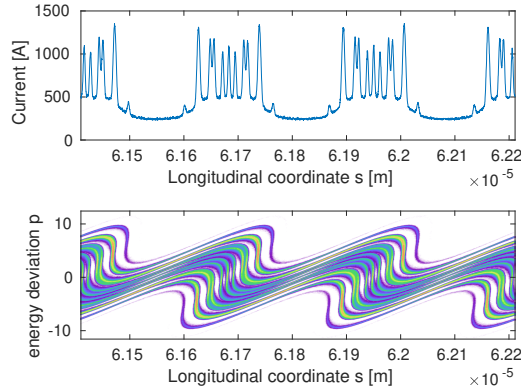 1500
1000
500
0
Current [A]
6.15 6.16 6.17 6.18 6.19 6.2 6.21 6.22
Longitudinal coordinate s [m]
× 10 -5
10
0
-10
energy deviation p
6.15 6.16 6.17 6.18 6.19 6.2 6.21 6.22
Longitudinal coordinate s [m]
× 10 -5